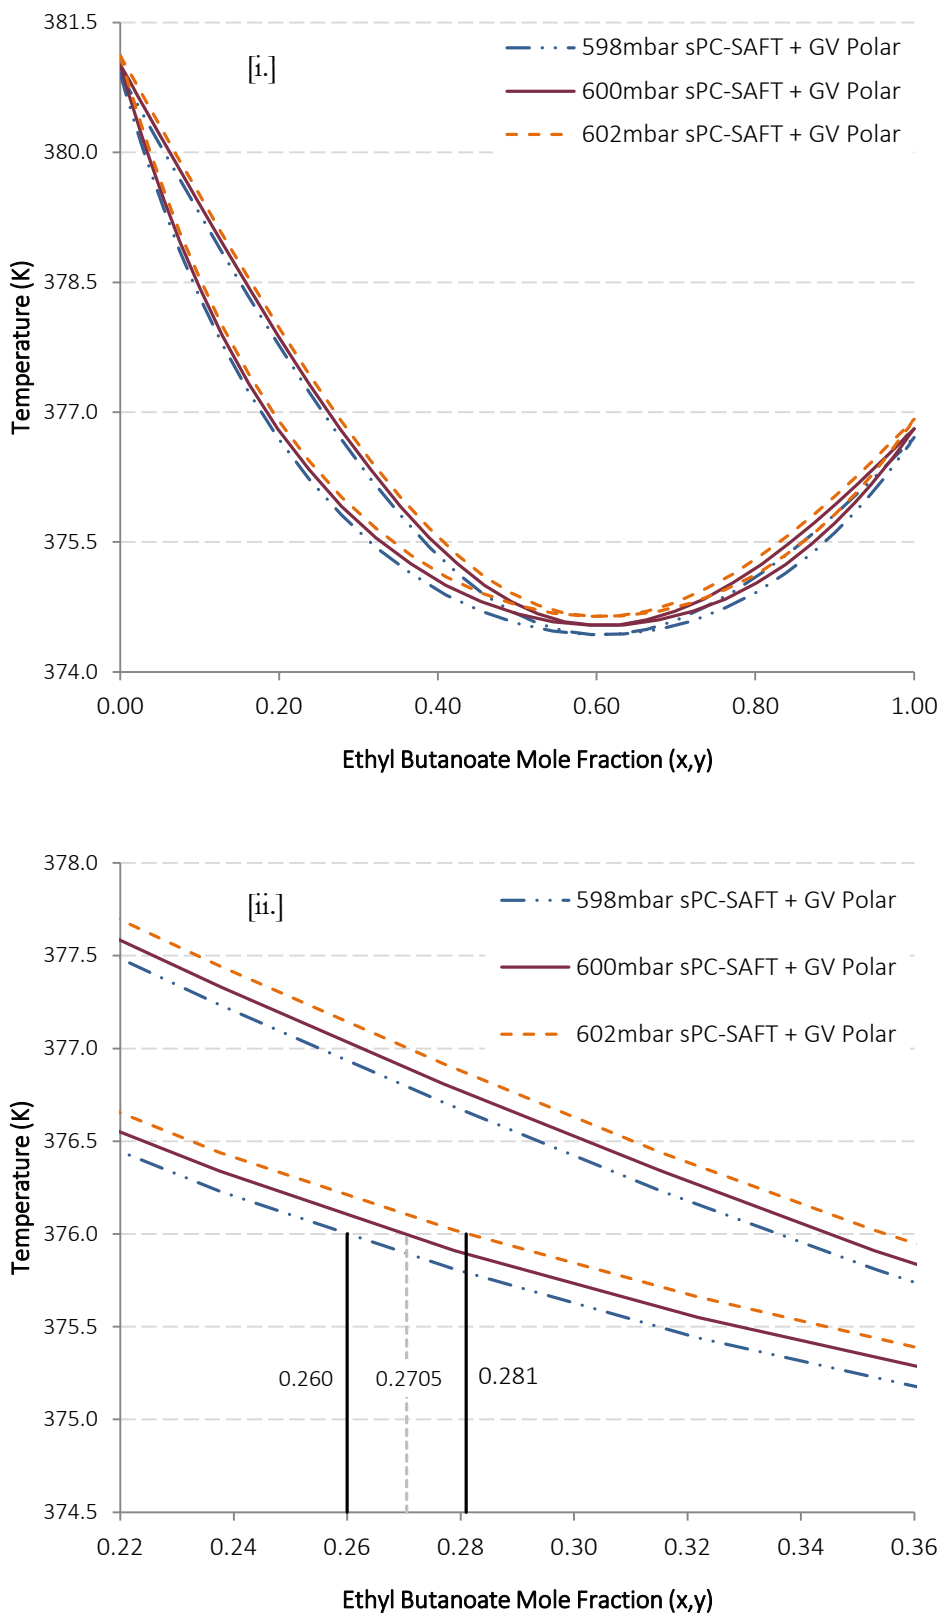 381.5
[i.]
598mbar sPC-SAFT + GV Polar
600mbar sPC-SAFT + GV Polar
602mbar sPC-SAFT + GV Polar
380.0
378.5
377.0
375.5
374.0
Temperature (K)
0.00 0.20 0.40 0.60 0.80 1.00
Ethyl Butanoate Mole Fraction (x,y)
378.0
[ii.]
598mbar sPC-SAFT + GV Polar
600mbar sPC-SAFT + GV Polar
602mbar sPC-SAFT + GV Polar
377.5
377.0
376.5
376.0
375.5
375.0
374.5
Temperature (K)
0.260 0.2705 0.281
0.22 0.24 0.26 0.28 0.30 0.32 0.34 0.36
Ethyl Butanoate Mole Fraction (x,y)